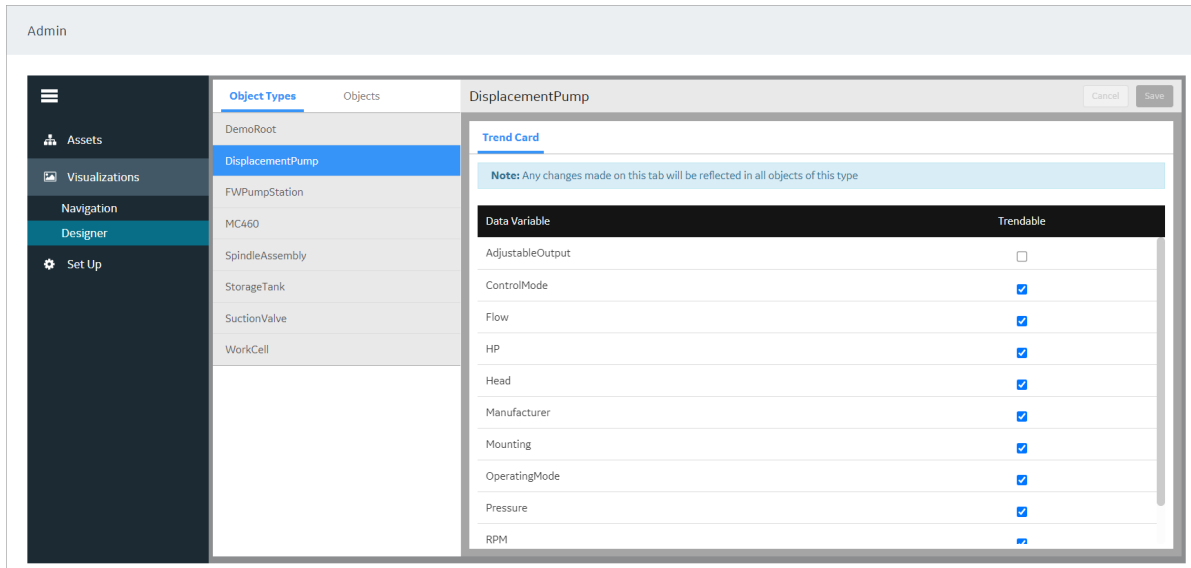 Admin
Assets
Visualizations
Navigation
Designer
Set Up
Object Types Objects
DemoRoot
DisplacementPump
FWPumpStation
MC460
SpindleAssembly
StorageTank
SuctionValve
WorkCell
DisplacementPump Cancel Save
Trend Card
Note: Any changes made on this tab will be reflected in all objects of this type
Data Variable Trendable
AdjustableOutput
ControlMode
Flow
HP
Head
Manufacturer
Mounting
OperatingMode
Pressure
RPM